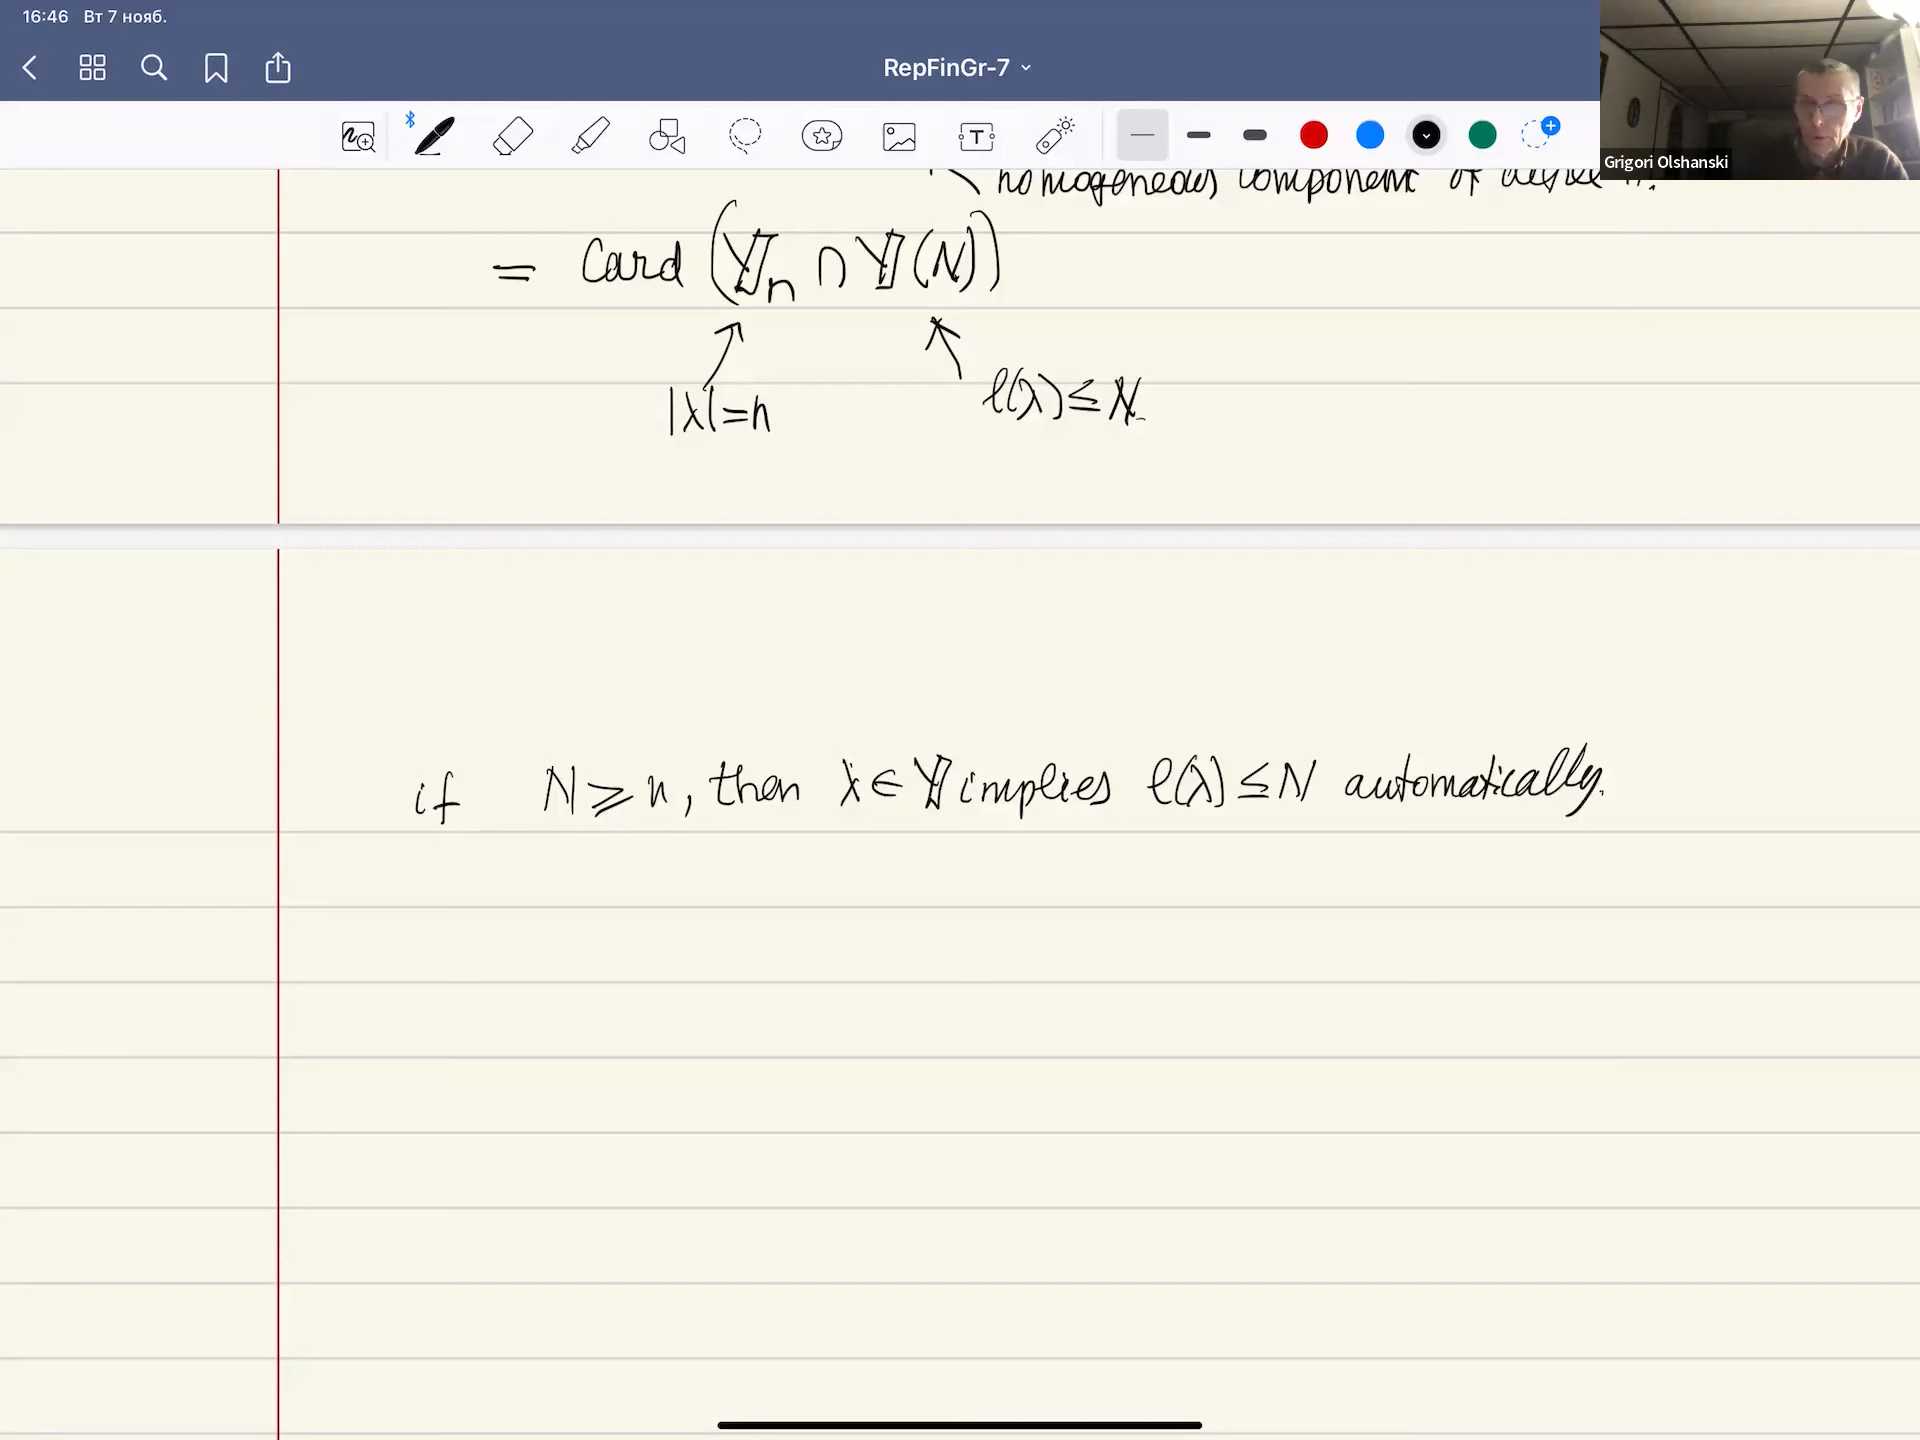 16:46 Вт 7 нояб.
RepFinGr-7
Grigori Olshanski
homogeneous component of degree n.
= Card (𝕐ₙ ∩ 𝕐(N))
|λ|=n
ℓ(λ) ≤ N.
if N ⩾ n, then λ ∈ 𝕐 implies ℓ(λ) ≤ N automatically.